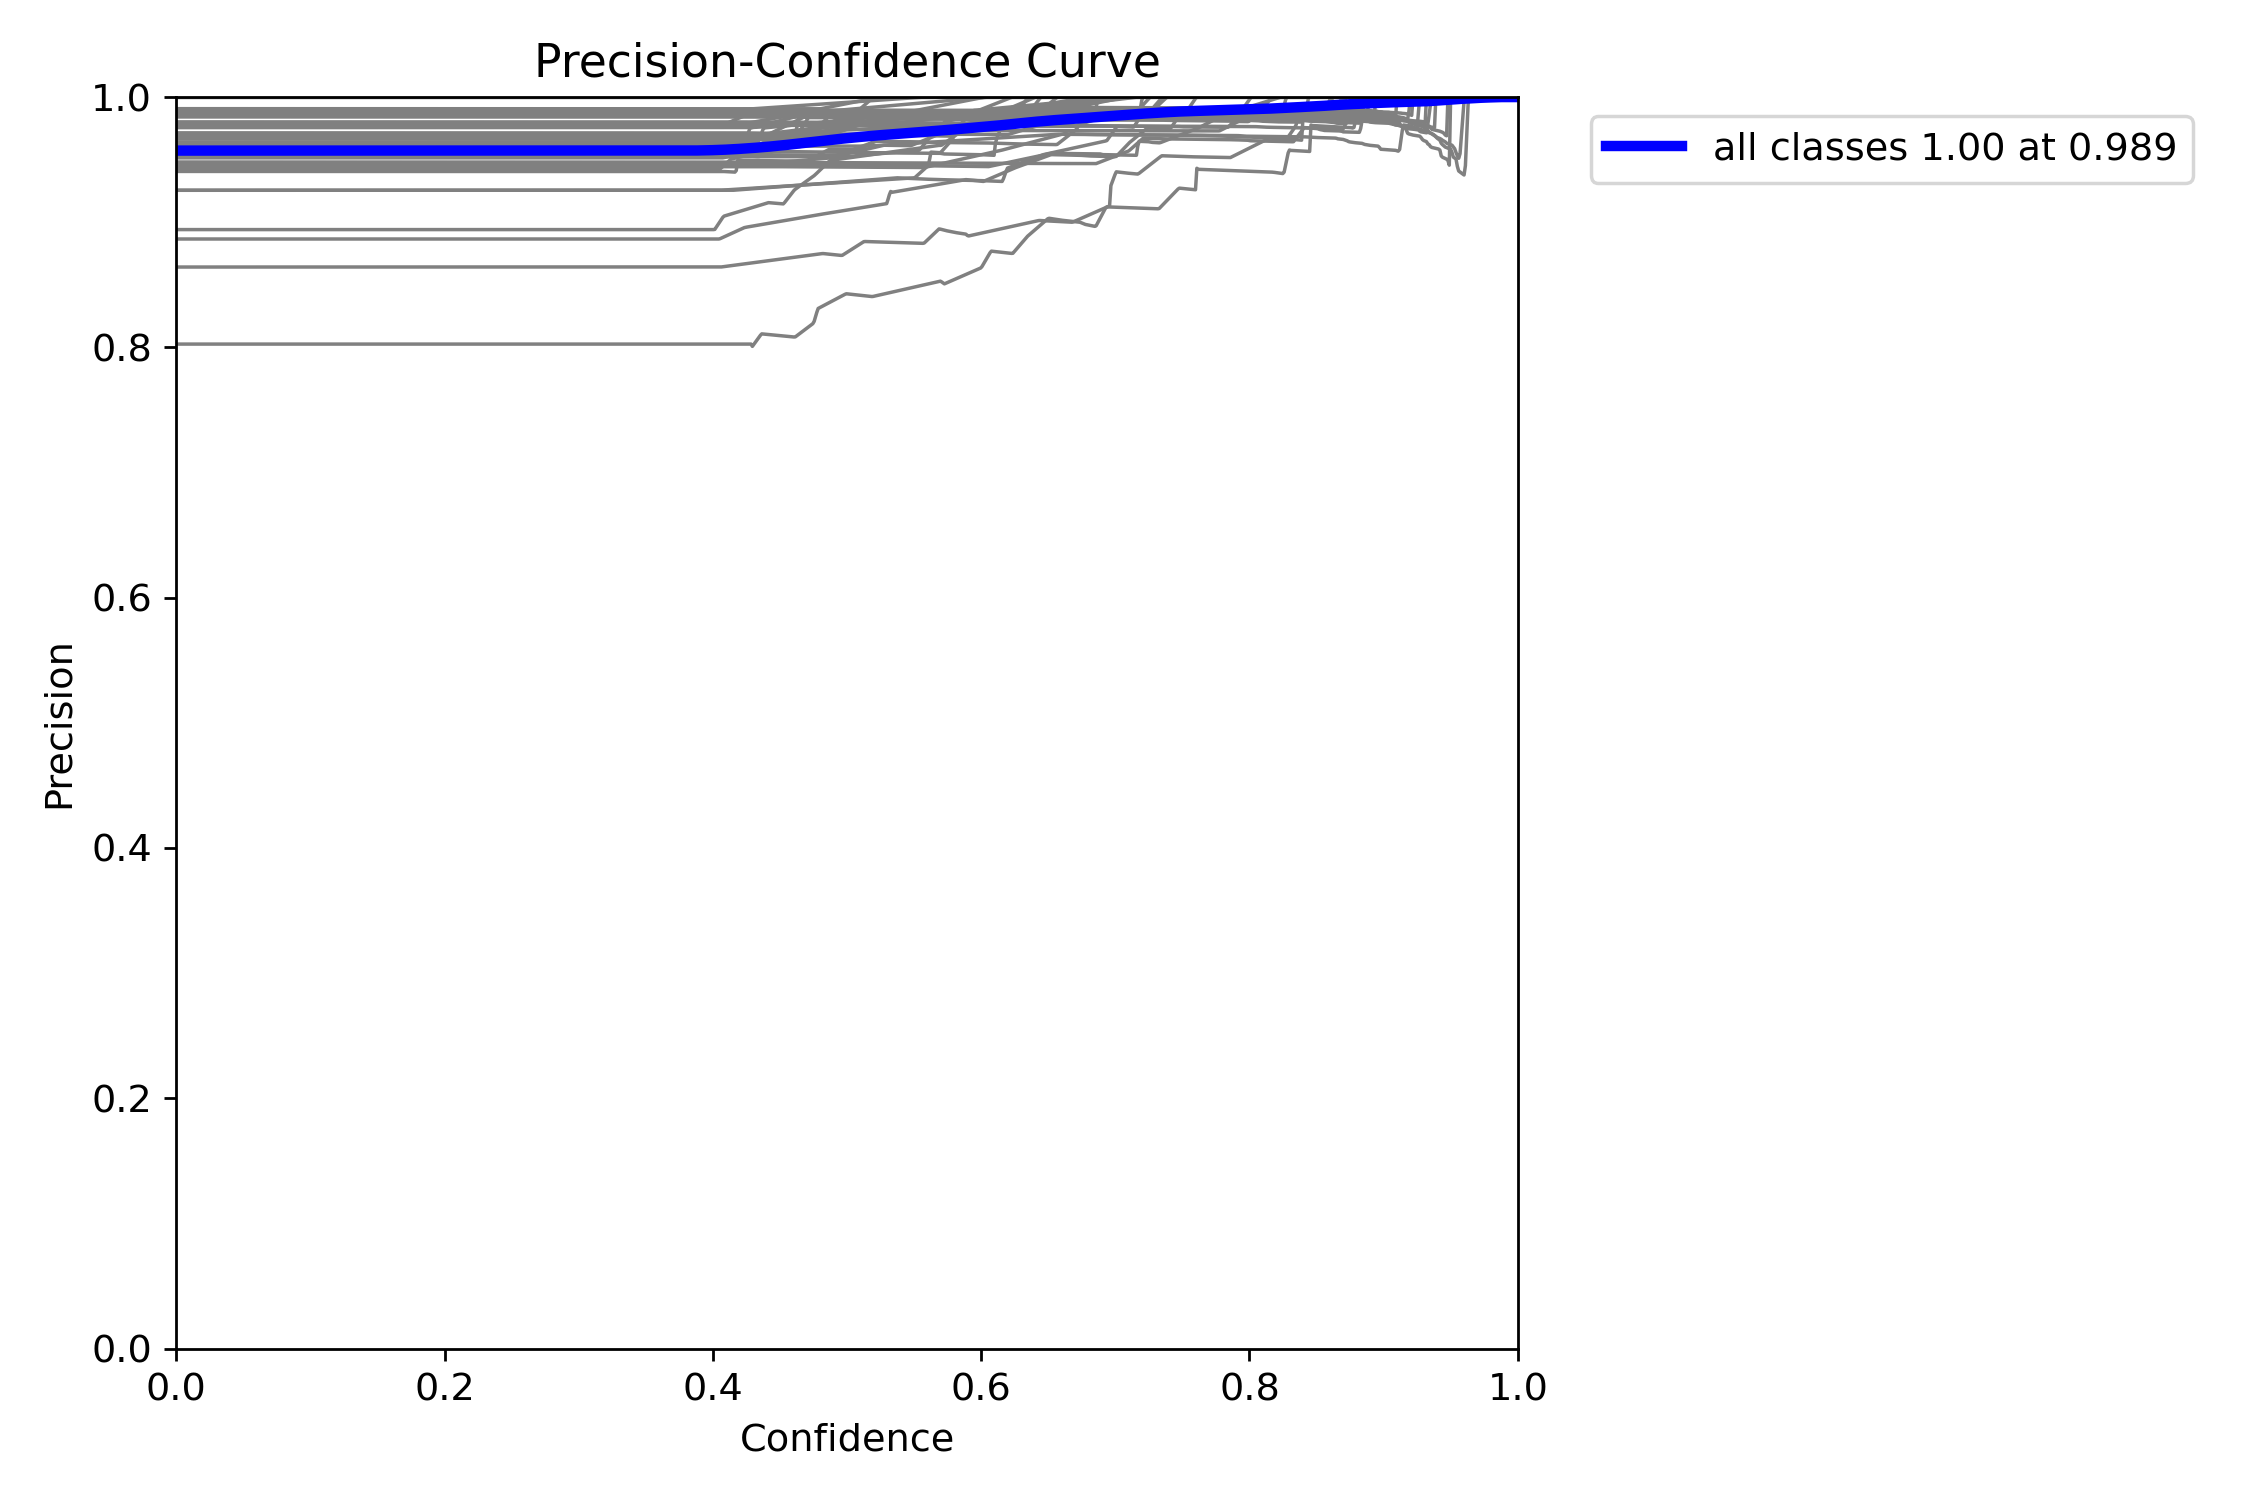 Precision-Confidence Curve
1.0
0.8
0.6
0.4
0.2
0.0
Precision
0.0 0.2 0.4 0.6 0.8 1.0
Confidence
all classes 1.00 at 0.989